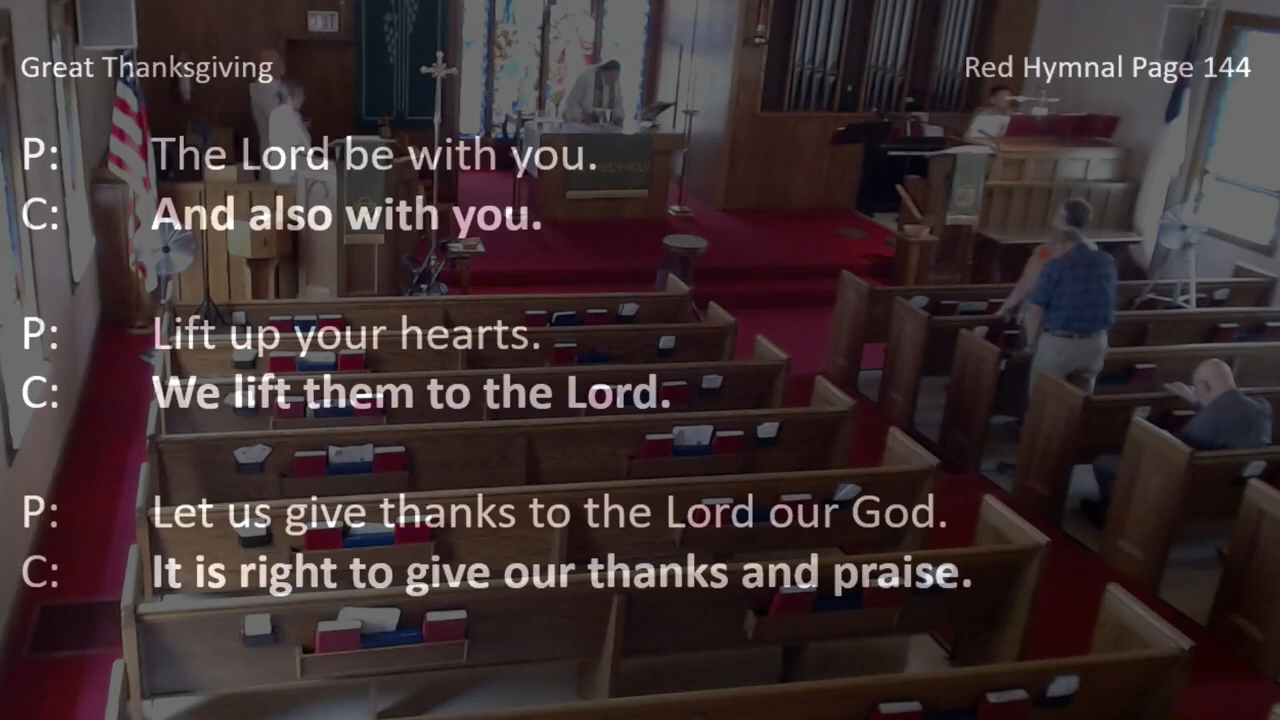 Great Thanksgiving Red Hymnal Page 144
P: The Lord be with you.
C: And also with you.
P: Lift up your hearts.
C: We lift them to the Lord.
P: Let us give thanks to the Lord our God.
C: It is right to give our thanks and praise.